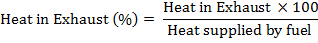 Heat in Exhaust (%) = Heat in Exhaust × 100 / Heat supplied by fuel